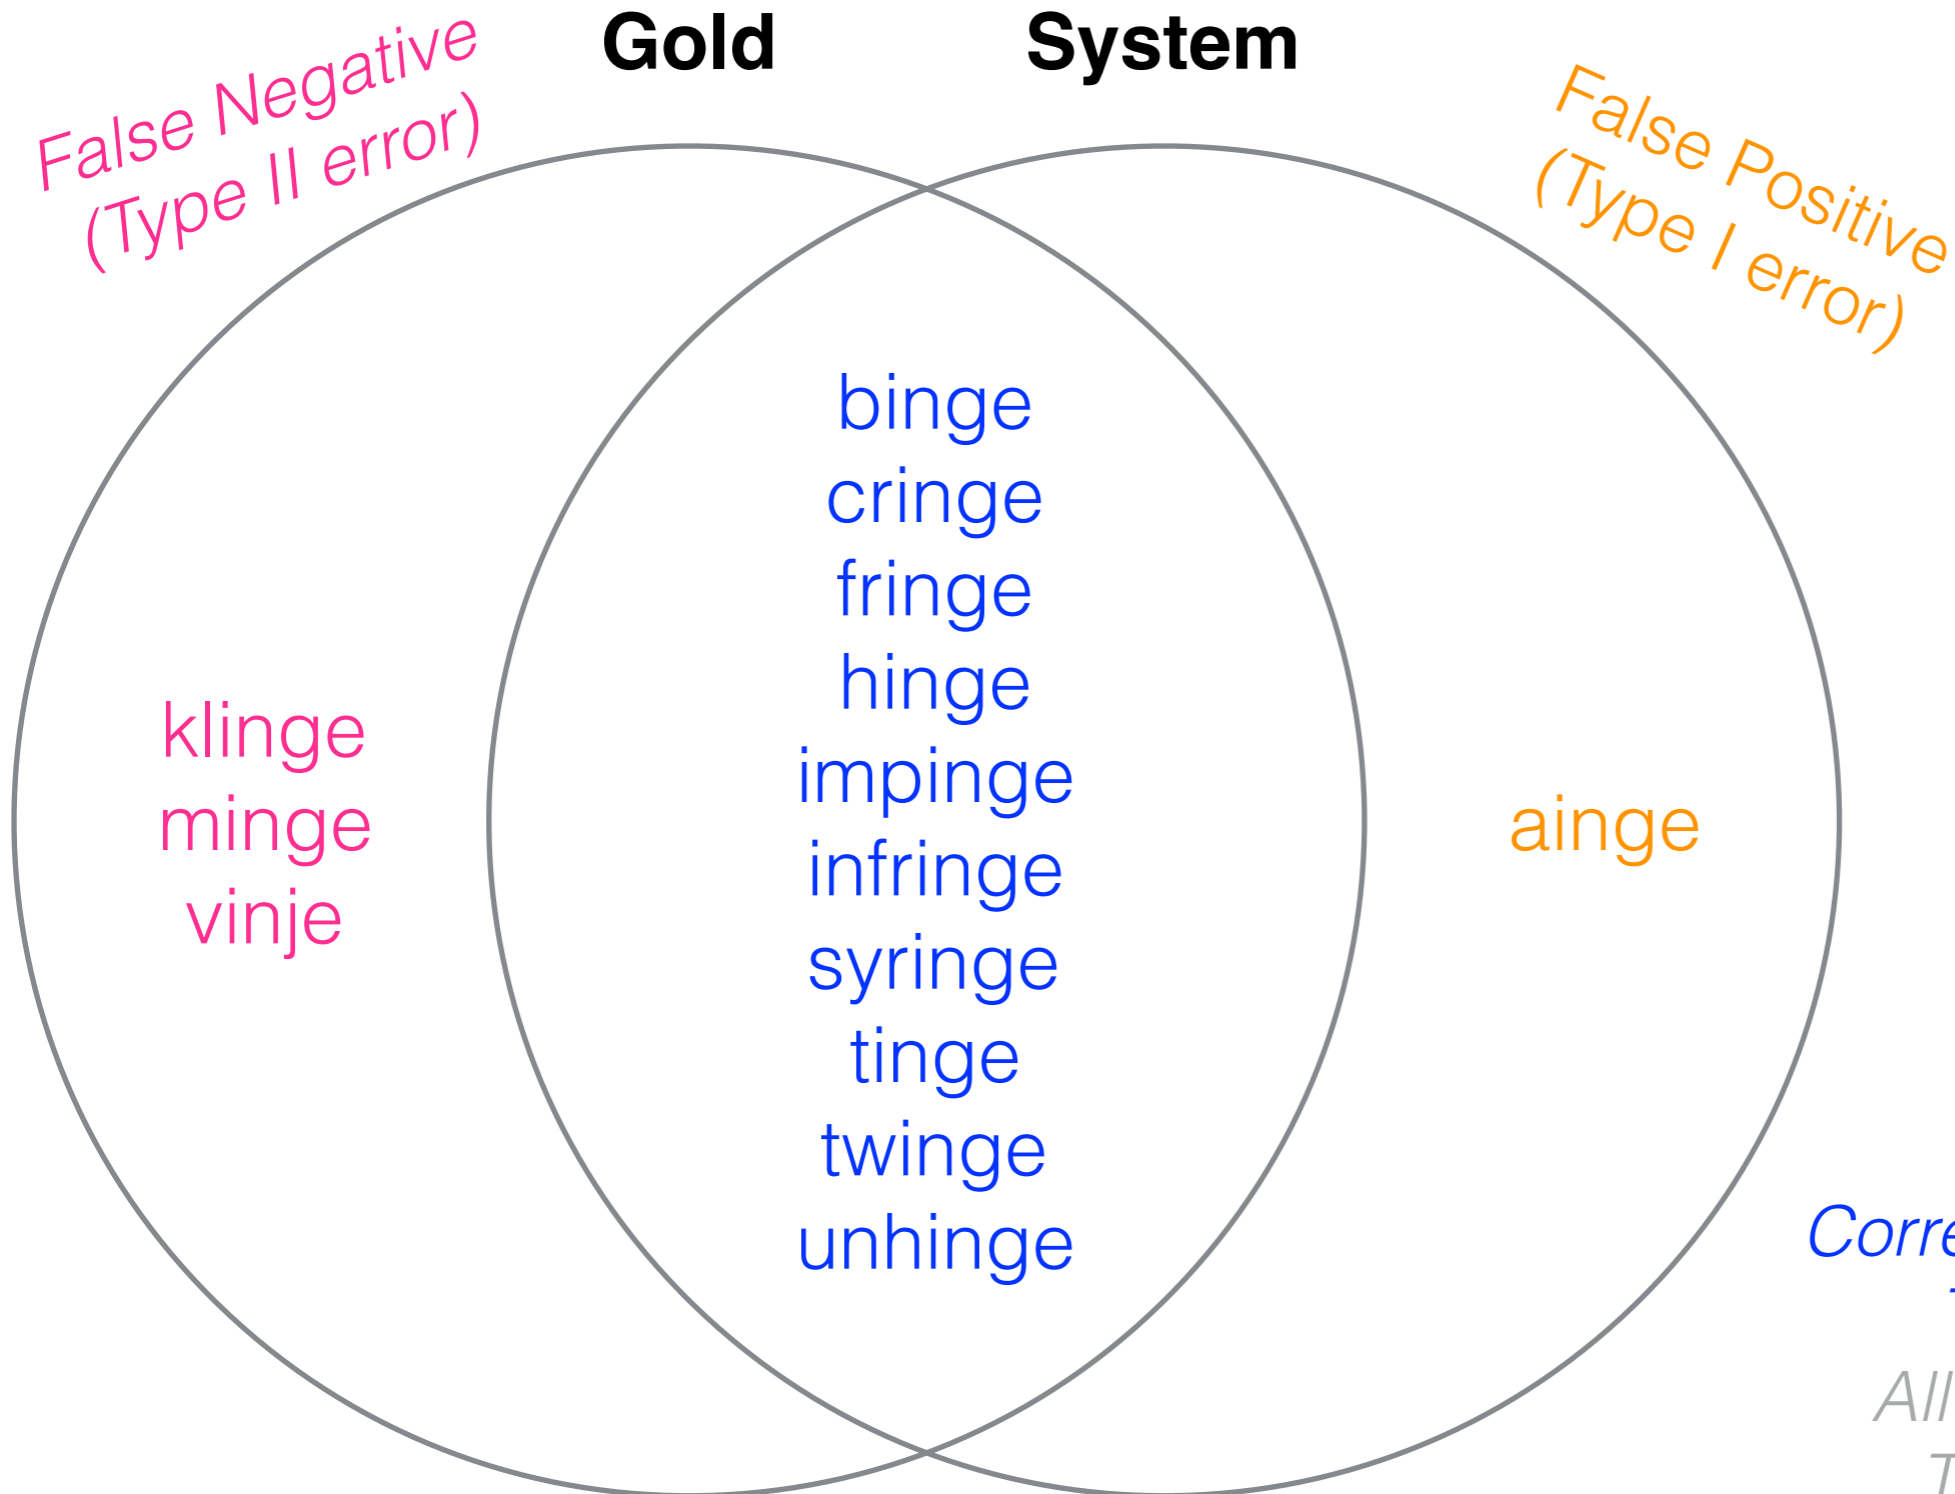 Gold
System
False Negative
(Type II error)
False Positive
(Type I error)
binge
cringe
fringe
hinge
impinge
infringe
syringe
tinge
twinge
unhinge
klinge
minge
vinje
ainge
All